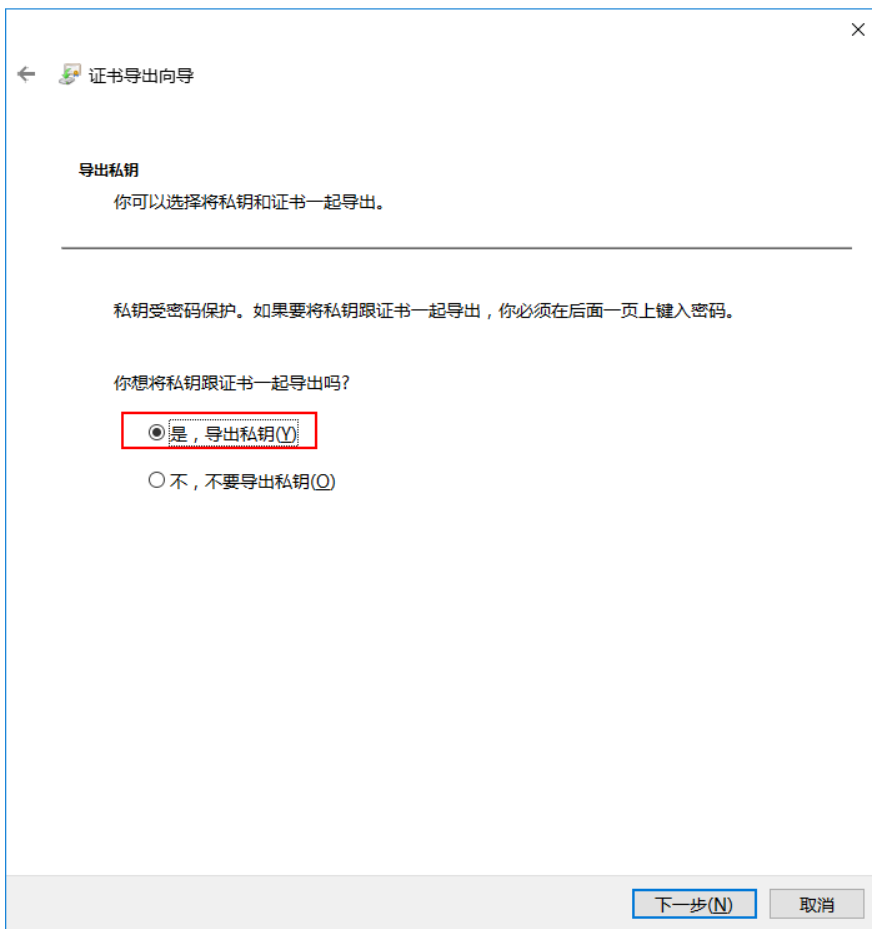 证书导出向导
导出私钥
你可以选择将私钥和证书一起导出。
私钥受密码保护。如果要将私钥跟证书一起导出，你必须在后面一页上键入密码。
你想将私钥跟证书一起导出吗?
是，导出私钥(Y)
不，不要导出私钥(O)
下一步(N)
取消